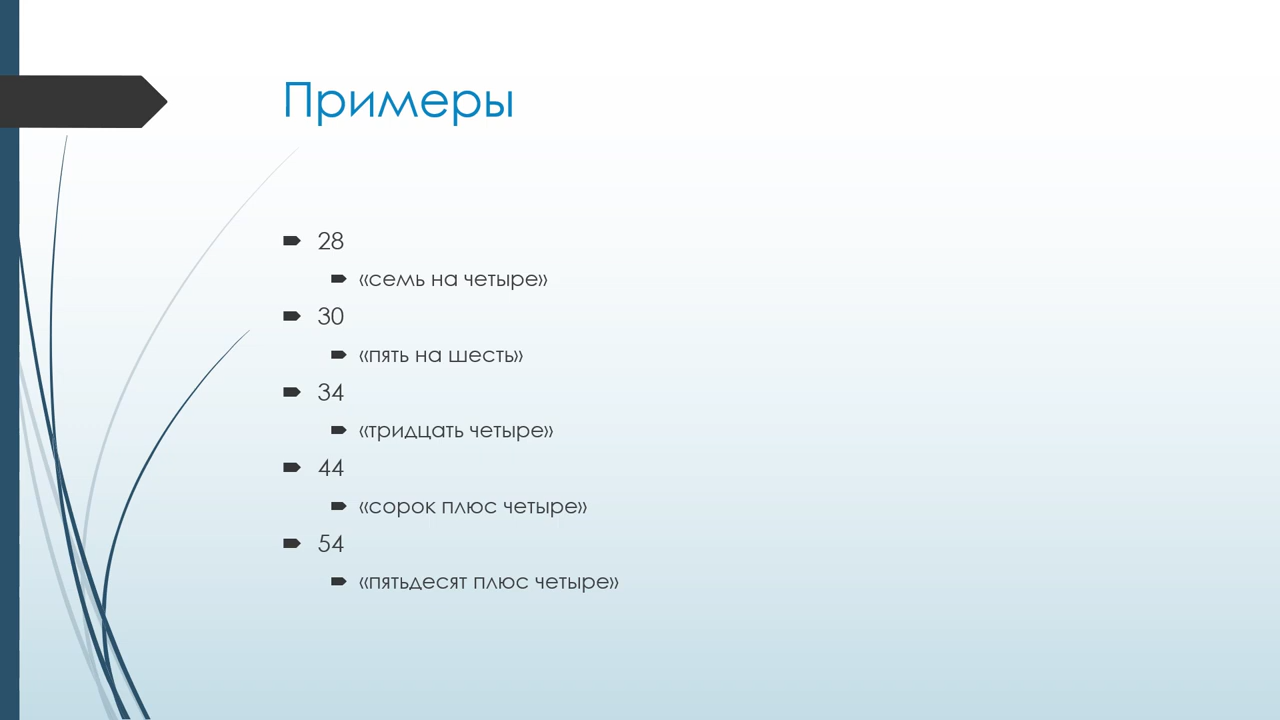 Примеры
28
«семь на четыре»
30
«пять на шесть»
34
«тридцать четыре»
44
«сорок плюс четыре»
54
«пятьдесят плюс четыре»